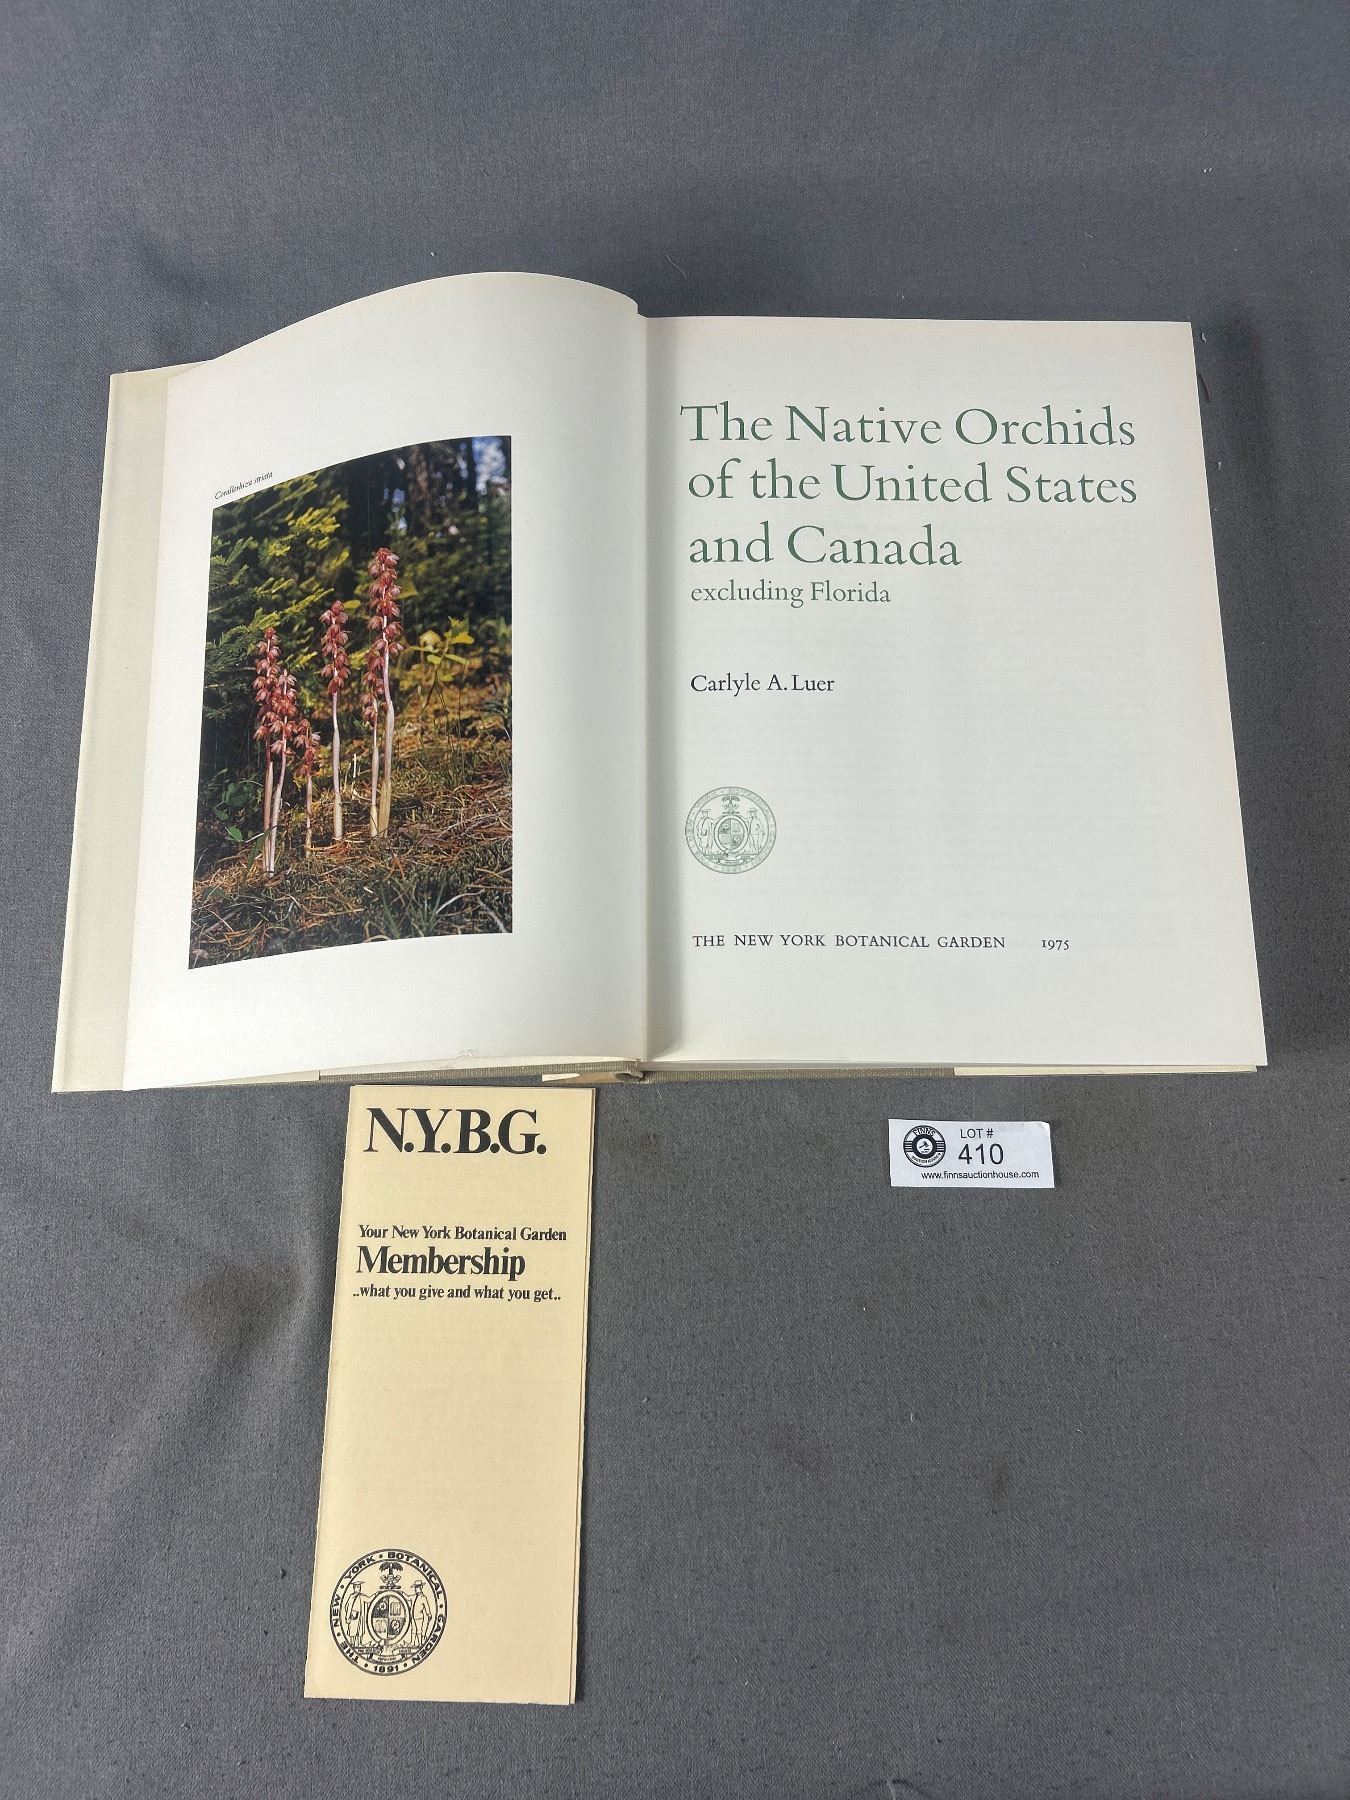 Corallorhiza striata
The Native Orchids
of the United States
and Canada
excluding Florida
Carlyle A. Luer
THE NEW YORK BOTANICAL GARDEN 1975
N.Y.B.G.
Your New York Botanical Garden
Membership
..what you give and what you get..
THE • NEW • YORK • BOTANICAL • GARDEN •
1891
FINNS
LOT #
410
www.finnsauctionhouse.com